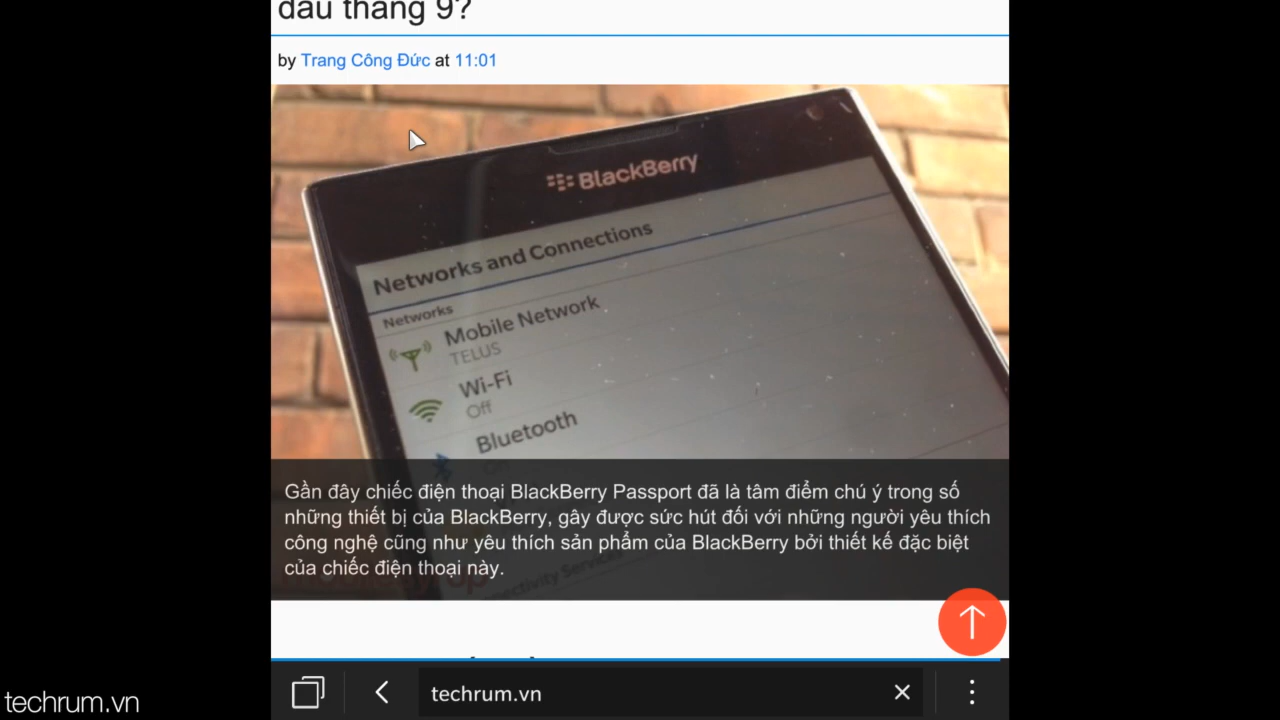 đầu tháng 9?
by Trang Công Đức at 11:01
BlackBerry
Networks and Connections
Networks
Mobile Network
TELUS
Wi-Fi
Off
Bluetooth
On
Gần đây chiếc điện thoại BlackBerry Passport đã là tâm điểm chú ý trong số
những thiết bị của BlackBerry, gây được sức hút đối với những người yêu thích
công nghệ cũng như yêu thích sản phẩm của BlackBerry bởi thiết kế đặc biệt
của chiếc điện thoại này.
techrum.vn
techrum.vn